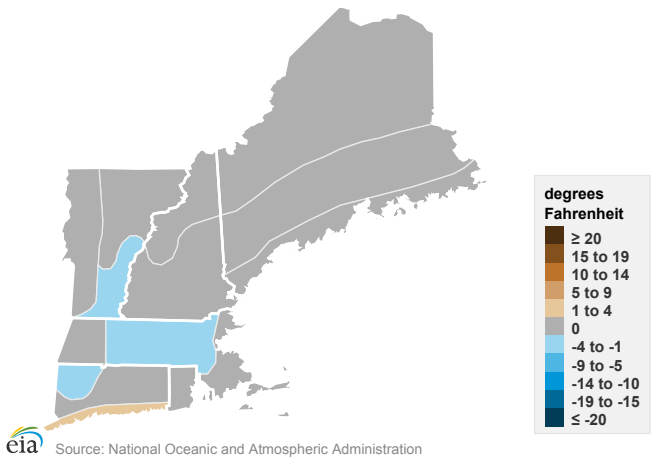 degrees
Fahrenheit
≥ 20
15 to 19
10 to 14
5 to 9
1 to 4
0
-4 to -1
-9 to -5
-14 to -10
-19 to -15
≤ -20
eia Source: National Oceanic and Atmospheric Administration